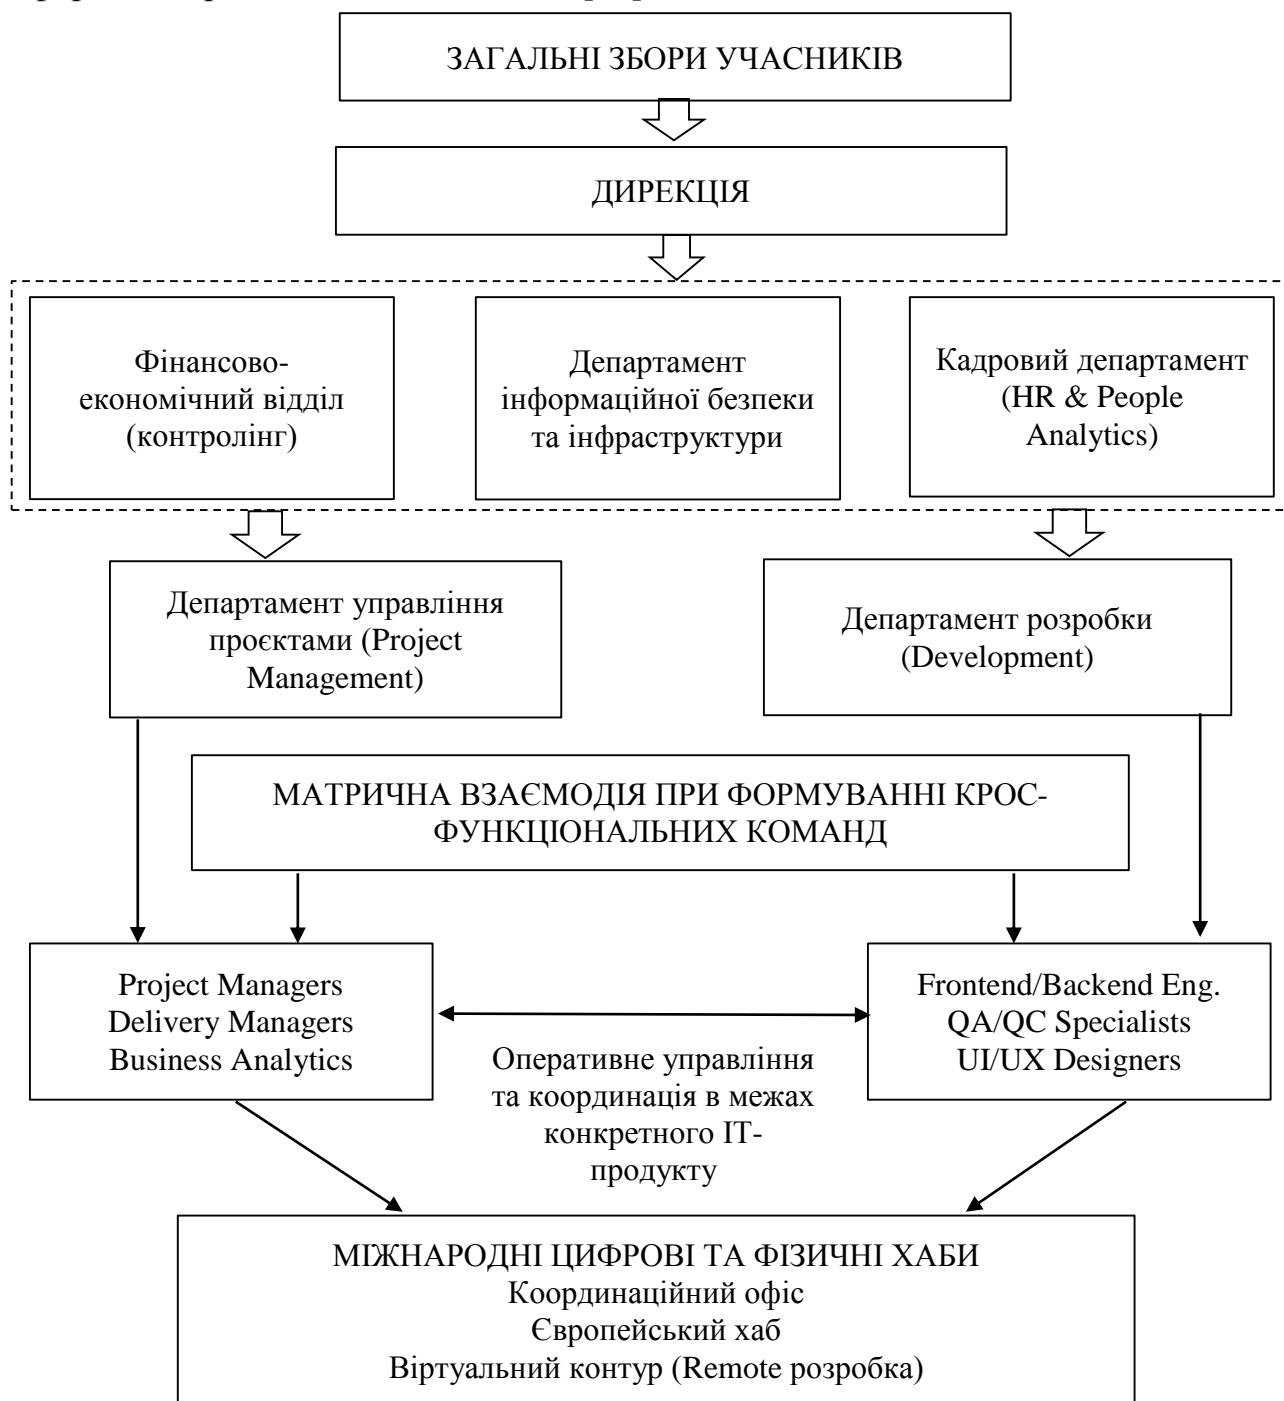 ЗАГАЛЬНІ ЗБОРИ УЧАСНИКІВ
ДИРЕКЦІЯ
Фінансово-
економічний відділ
(контролінг)
Департамент
інформаційної безпеки
та інфраструктури
Кадровий департамент
(HR & People
Analytics)
Департамент управління
проєктами (Project
Management)
Департамент розробки
(Development)
МАТРИЧНА ВЗАЄМОДІЯ ПРИ ФОРМУВАННІ КРОС-
ФУНКЦІОНАЛЬНИХ КОМАНД
Project Managers
Delivery Managers
Business Analytics
Frontend/Backend Eng.
QA/QC Specialists
UI/UX Designers
Оперативне управління
та координація в межах
конкретного ІТ-
продукту
МІЖНАРОДНІ ЦИФРОВІ ТА ФІЗИЧНІ ХАБИ
Координаційний офіс
Європейський хаб
Віртуальний контур (Remote розробка)